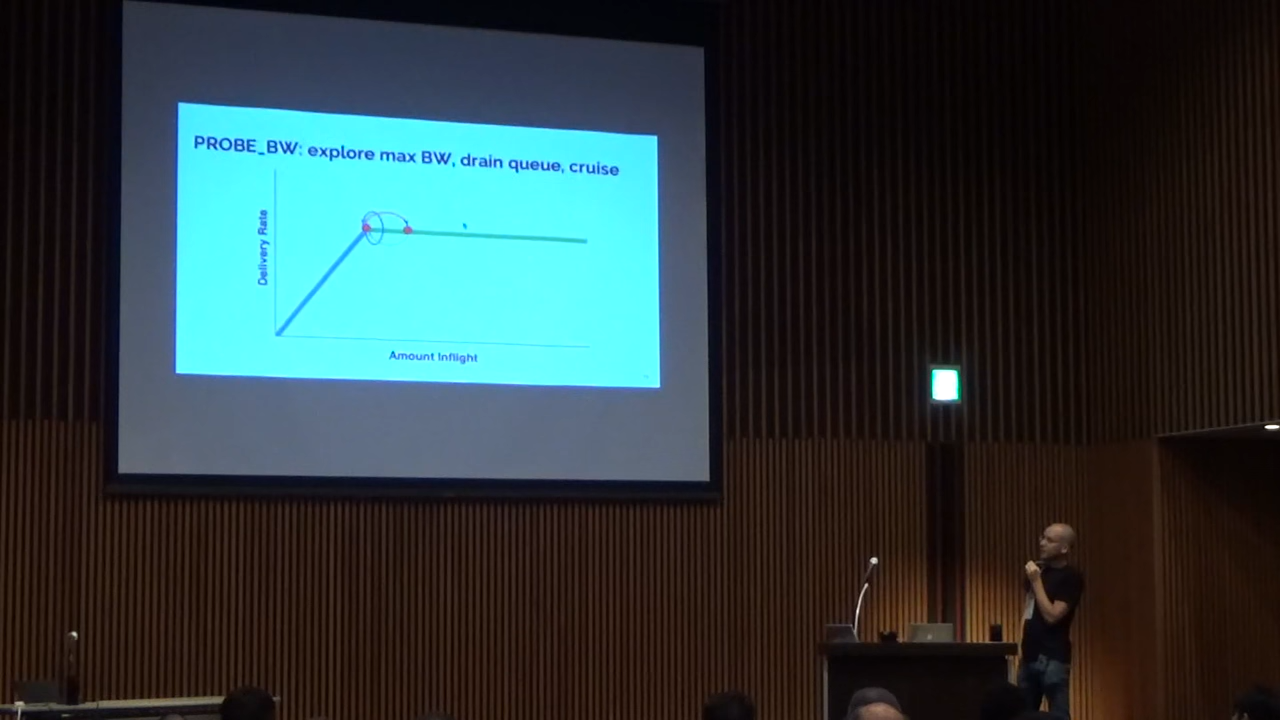 PROBE_BW: explore max BW, drain queue, cruise
Delivery Rate
Amount Inflight